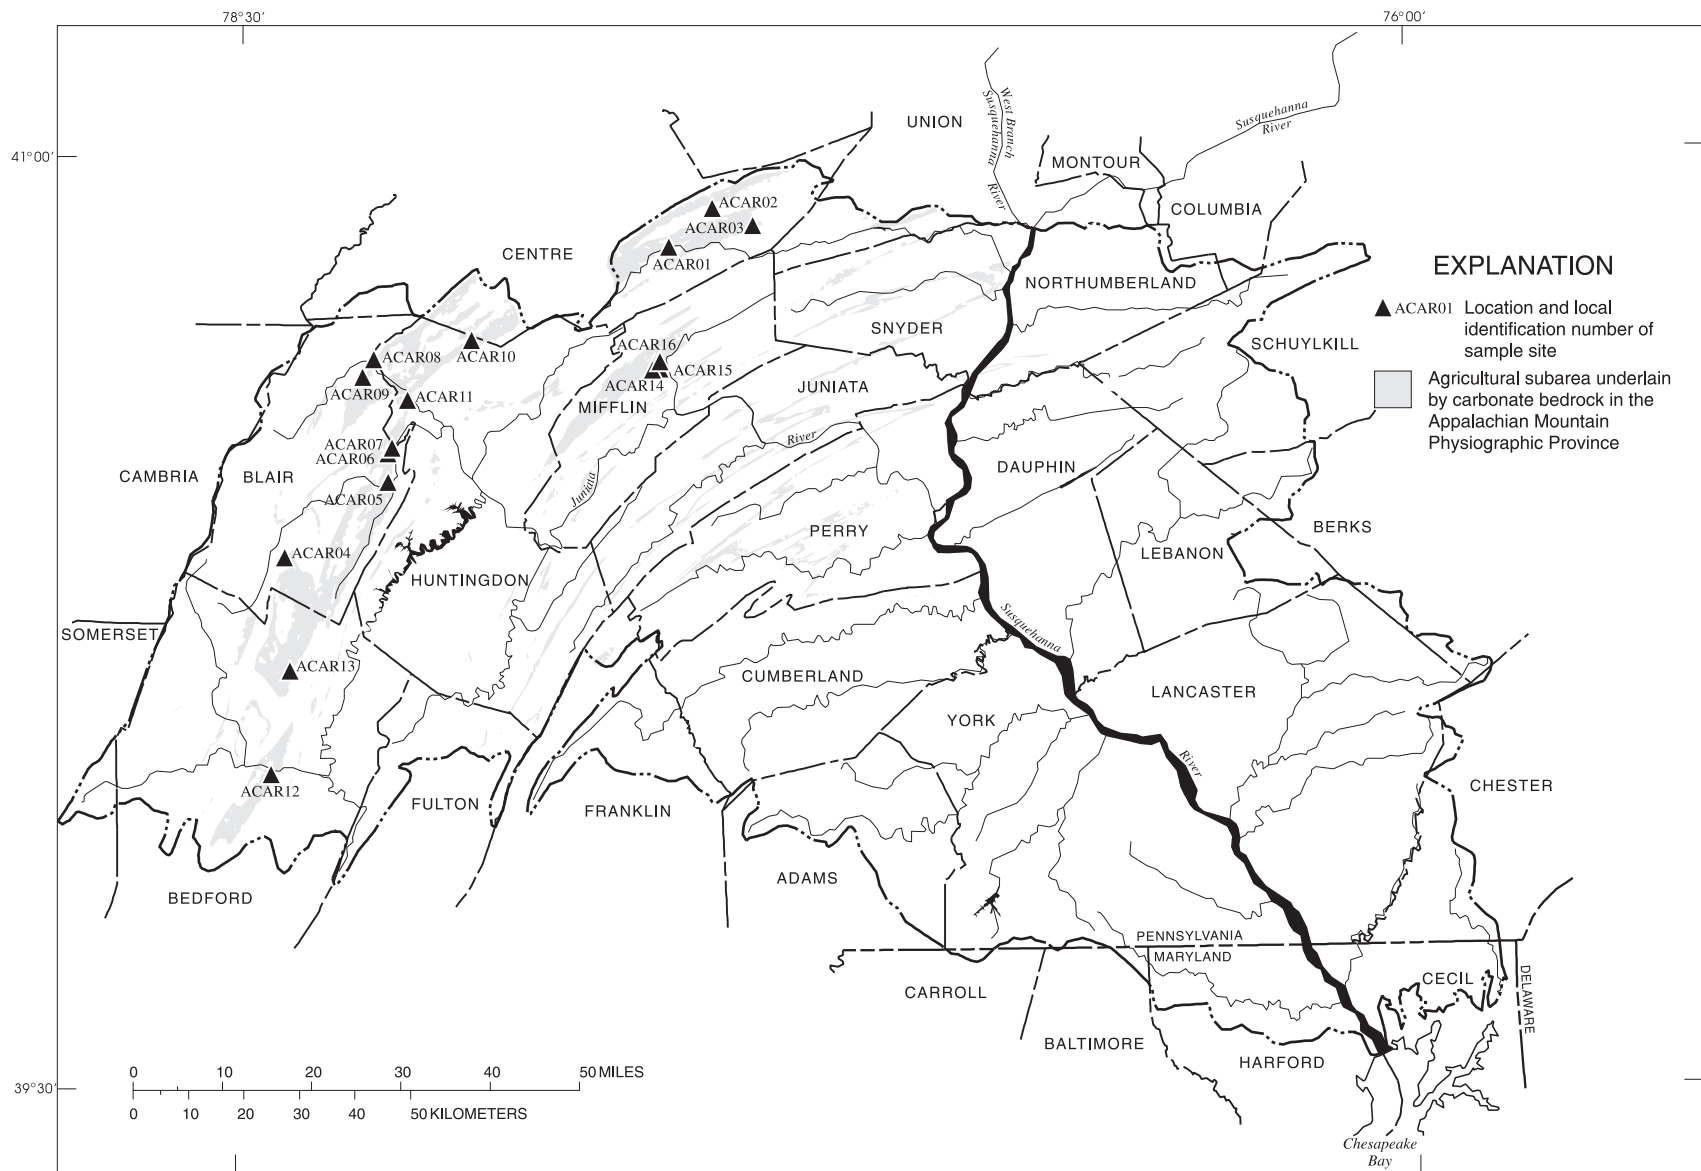 78°30'
76°00'
41°00'
39°30'
UNION
West Branch
Susquehanna
River
Susquehanna
River
MONTOUR
COLUMBIA
CENTRE
ACAR02
ACAR03
ACAR01
NORTHUMBERLAND
SNYDER
SCHUYLKILL
ACAR08
ACAR10
ACAR09
ACAR11
ACAR16
ACAR15
ACAR14
MIFFLIN
JUNIATA
River
Juniata
ACAR07
ACAR06
ACAR05
CAMBRIA
BLAIR
DAUPHIN
PERRY
LEBANON
BERKS
ACAR04
HUNTINGDON
SOMERSET
Susquehanna
River
ACAR13
CUMBERLAND
LANCASTER
YORK
ACAR12
FULTON
FRANKLIN
CHESTER
ADAMS
BEDFORD
PENNSYLVANIA
MARYLAND
CARROLL
CECIL
DELAWARE
BALTIMORE
HARFORD
Chesapeake
Bay
EXPLANATION
ACAR01 Location and local
identification number of
sample site
Agricultural subarea underlain
by carbonate bedrock in the
Appalachian Mountain
Physiographic Province
0 10 20 30 40 50 MILES
0 10 20 30 40 50 KILOMETERS